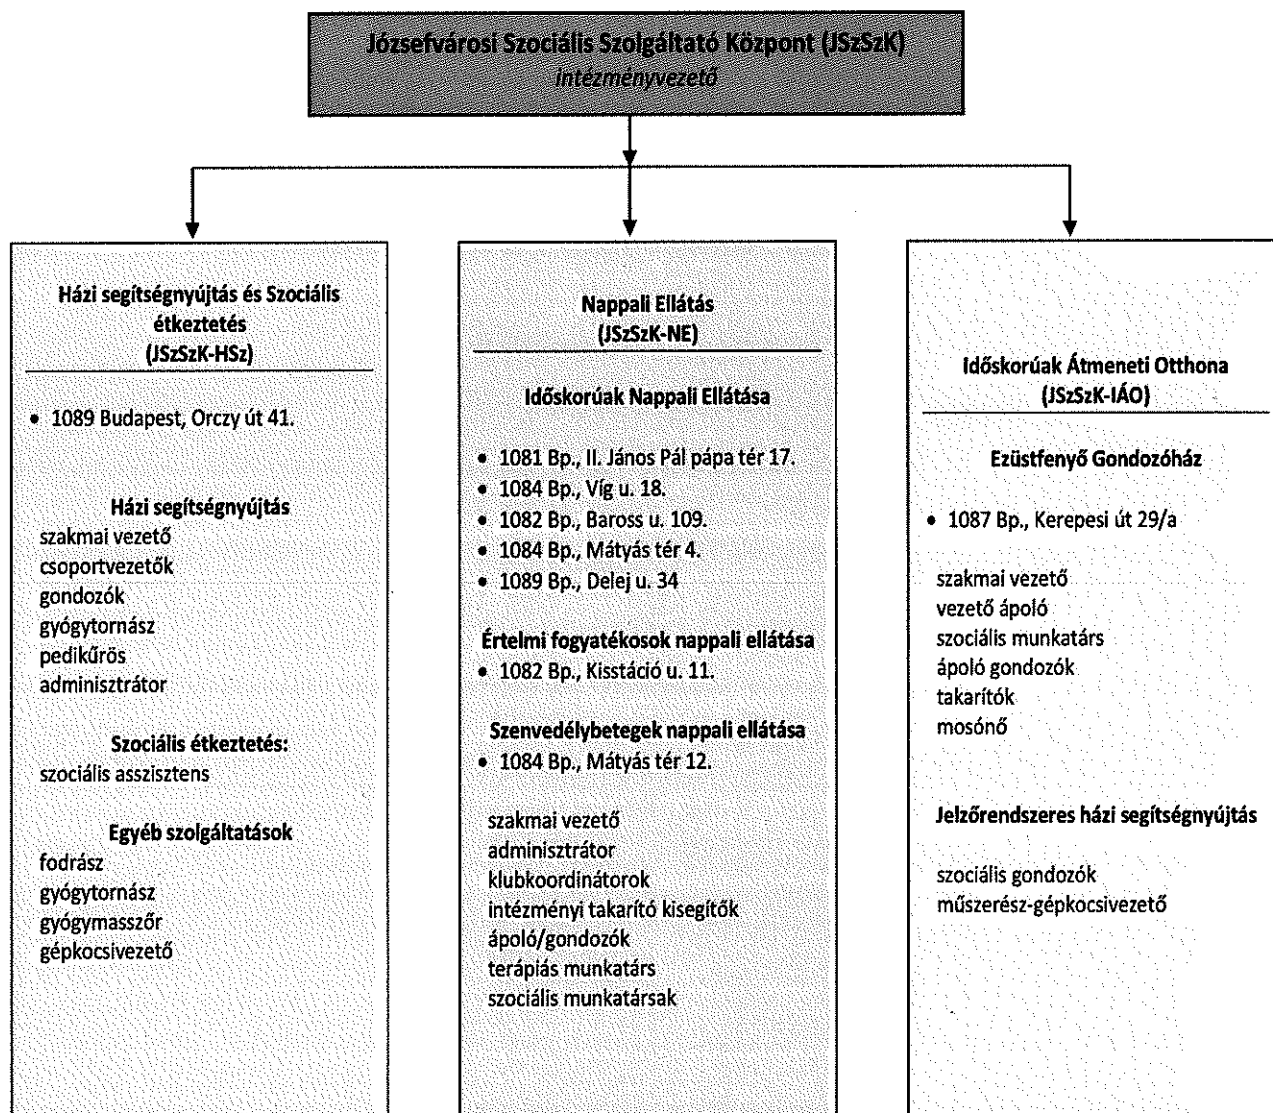 Józsefvárosi Szociális Szolgáltató Központ (JSzSzK)
intézményvezető
Házi segítségnyújtás és Szociális
étkeztetés
(JSzSzK-HSz)
• 1089 Budapest, Orczy út 41.
Házi segítségnyújtás
szakmai vezető
csoportvezetők
gondozók
gyógytornász
pedikűrös
adminisztrátor
Szociális étkeztetés:
szociális asszisztens
Egyéb szolgáltatások
fodrász
gyógytornász
gyógymasszőr
gépkocsivezető
Nappali Ellátás
(JSzSzK-NE)
Időskorúak Nappali Ellátása
• 1081 Bp., II. János Pál pápa tér 17.
• 1084 Bp., Víg u. 18.
• 1082 Bp., Baross u. 109.
• 1084 Bp., Mátyás tér 4.
• 1089 Bp., Delej u. 34
Értelmi fogyatékosok nappali ellátása
• 1082 Bp., Kisstáció u. 11.
Szenvedélybetegek nappali ellátása
• 1084 Bp., Mátyás tér 12.
szakmai vezető
adminisztrátor
klubkoordinátorok
intézményi takarító kisegítők
ápoló/gondozók
terápiás munkatárs
szociális munkatársak
Időskorúak Átmeneti Otthona
(JSzSzK-IÁO)
Ezüstfenyő Gondozóház
• 1087 Bp., Kerepesi út 29/a
szakmai vezető
vezető ápoló
szociális munkatárs
ápoló gondozók
takarítók
mosónő
Jelzőrendszeres házi segítségnyújtás
szociális gondozók
műszerész-gépkocsivezető